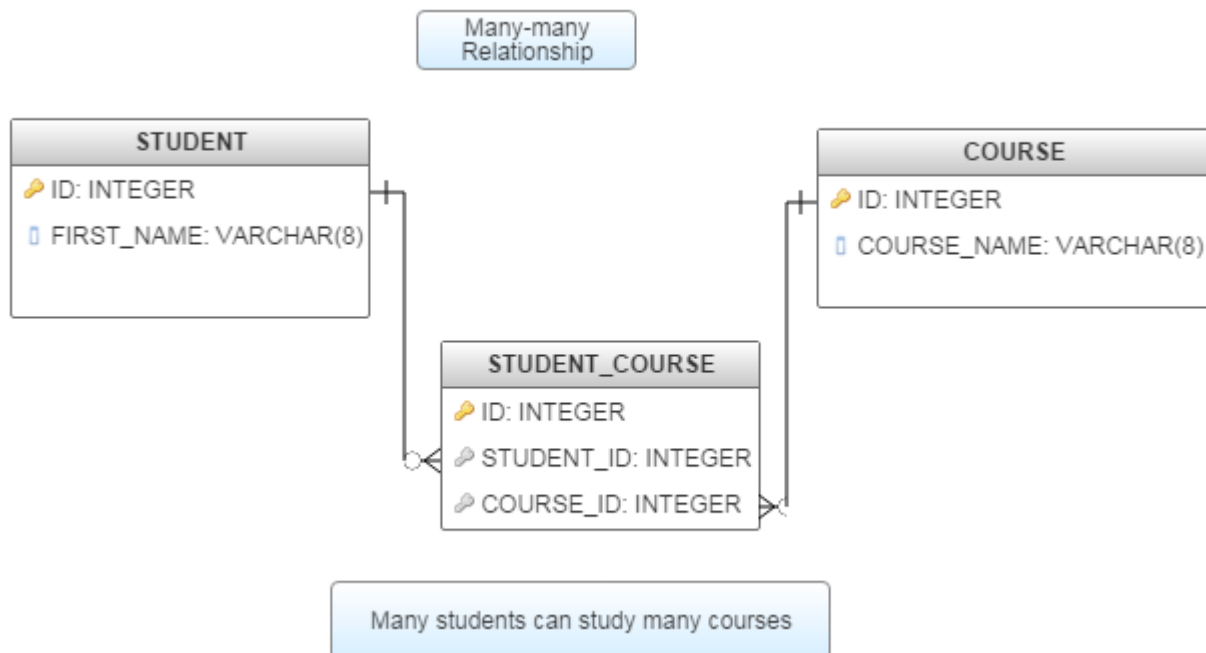 Many-many
Relationship
STUDENT
ID: INTEGER
FIRST_NAME: VARCHAR(8)
COURSE
ID: INTEGER
COURSE_NAME: VARCHAR(8)
STUDENT_COURSE
ID: INTEGER
STUDENT_ID: INTEGER
COURSE_ID: INTEGER
Many students can study many courses